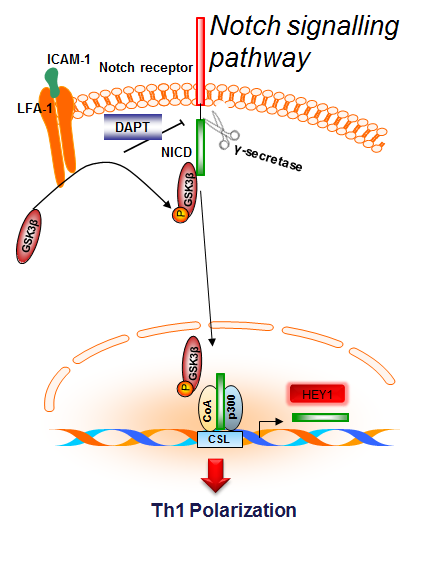 Notch signalling
pathway
ICAM-1
Notch receptor
LFA-1
DAPT
NICD
γ-secretase
GSK3β
P
GSK3β
GSK3β
P
HEY1
CoA
p300
CSL
Th1 Polarization